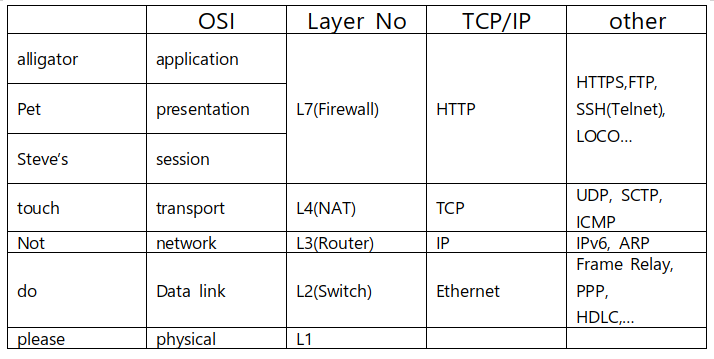 OSI Layer No TCP/IP other
alligator application
Pet presentation L7(Firewall) HTTP HTTPS,FTP,
SSH(Telnet),
LOCO…
Steve’s session
touch transport L4(NAT) TCP UDP, SCTP,
ICMP
Not network L3(Router) IP IPv6, ARP
do Data link L2(Switch) Ethernet Frame Relay,
PPP,
HDLC,…
please physical L1